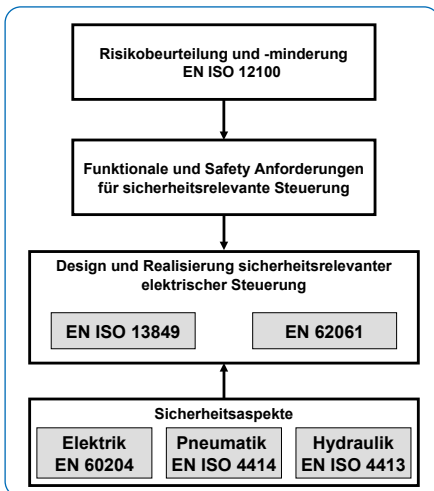 Risikobeurteilung und -minderung
EN ISO 12100
Funktionale und Safety Anforderungen
für sicherheitsrelevante Steuerung
Design und Realisierung sicherheitsrelevanter
elektrischer Steuerung
EN ISO 13849
EN 62061
Sicherheitsaspekte
Elektrik
EN 60204
Pneumatik
EN ISO 4414
Hydraulik
EN ISO 4413